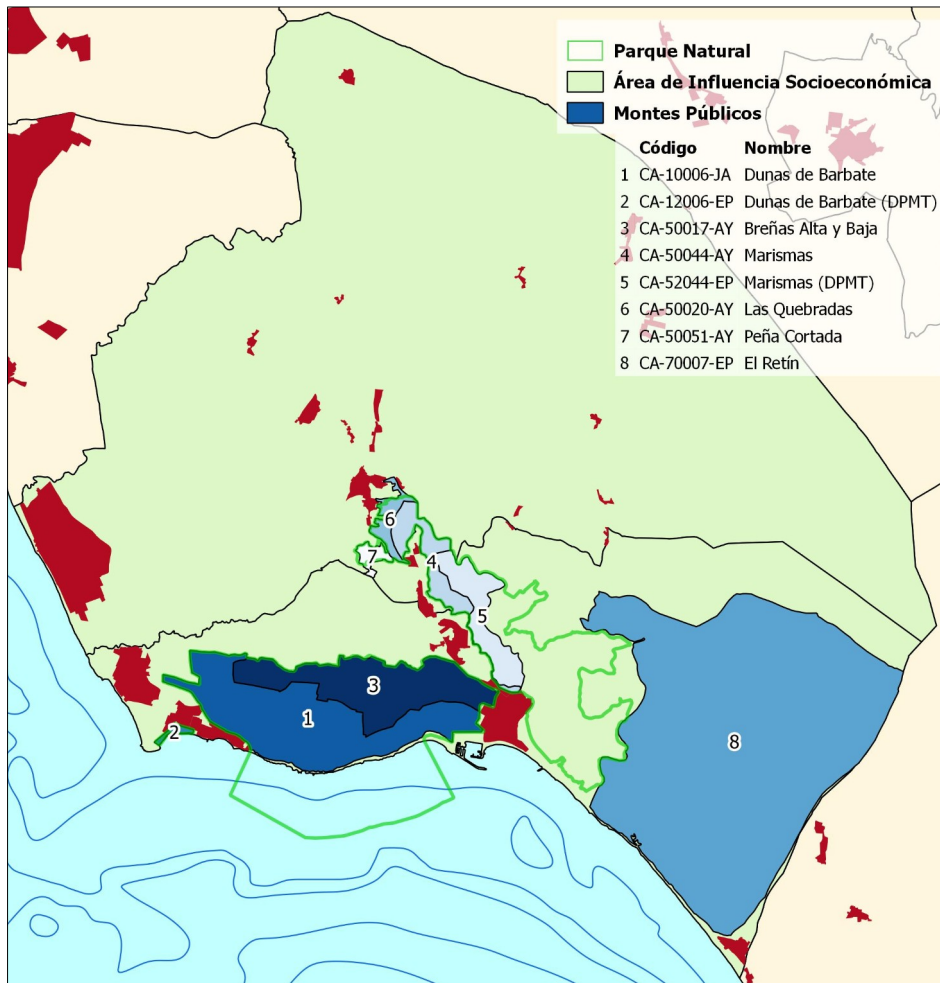 Parque Natural
Área de Influencia Socioeconómica
Montes Públicos
Código Nombre
1 CA-10006-JA Dunas de Barbate
2 CA-12006-EP Dunas de Barbate (DPMT)
3 CA-50017-AY Breñas Alta y Baja
4 CA-50044-AY Marismas
5 CA-52044-EP Marismas (DPMT)
6 CA-50020-AY Las Quebradas
7 CA-50051-AY Peña Cortada
8 CA-70007-EP El Retín
6
7
4
5
3
1
2
8